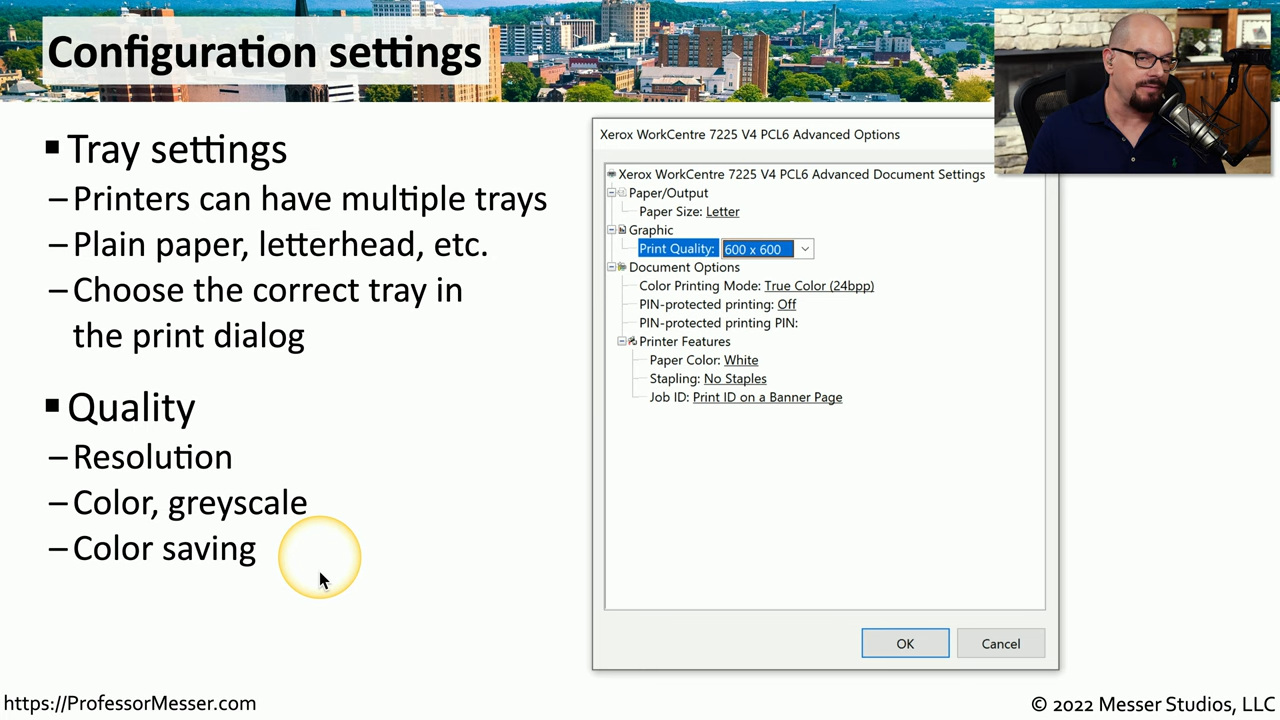 Configuration settings
▪ Tray settings
– Printers can have multiple trays
– Plain paper, letterhead, etc.
– Choose the correct tray in
the print dialog
▪ Quality
– Resolution
– Color, greyscale
– Color saving
Xerox WorkCentre 7225 V4 PCL6 Advanced Options
Xerox WorkCentre 7225 V4 PCL6 Advanced Document Settings
Paper/Output
Paper Size: Letter
Graphic
Print Quality: 600 x 600
Document Options
Color Printing Mode: True Color (24bpp)
PIN-protected printing: Off
PIN-protected printing PIN:
Printer Features
Paper Color: White
Stapling: No Staples
Job ID: Print ID on a Banner Page
OK Cancel
https://ProfessorMesser.com
© 2022 Messer Studios, LLC